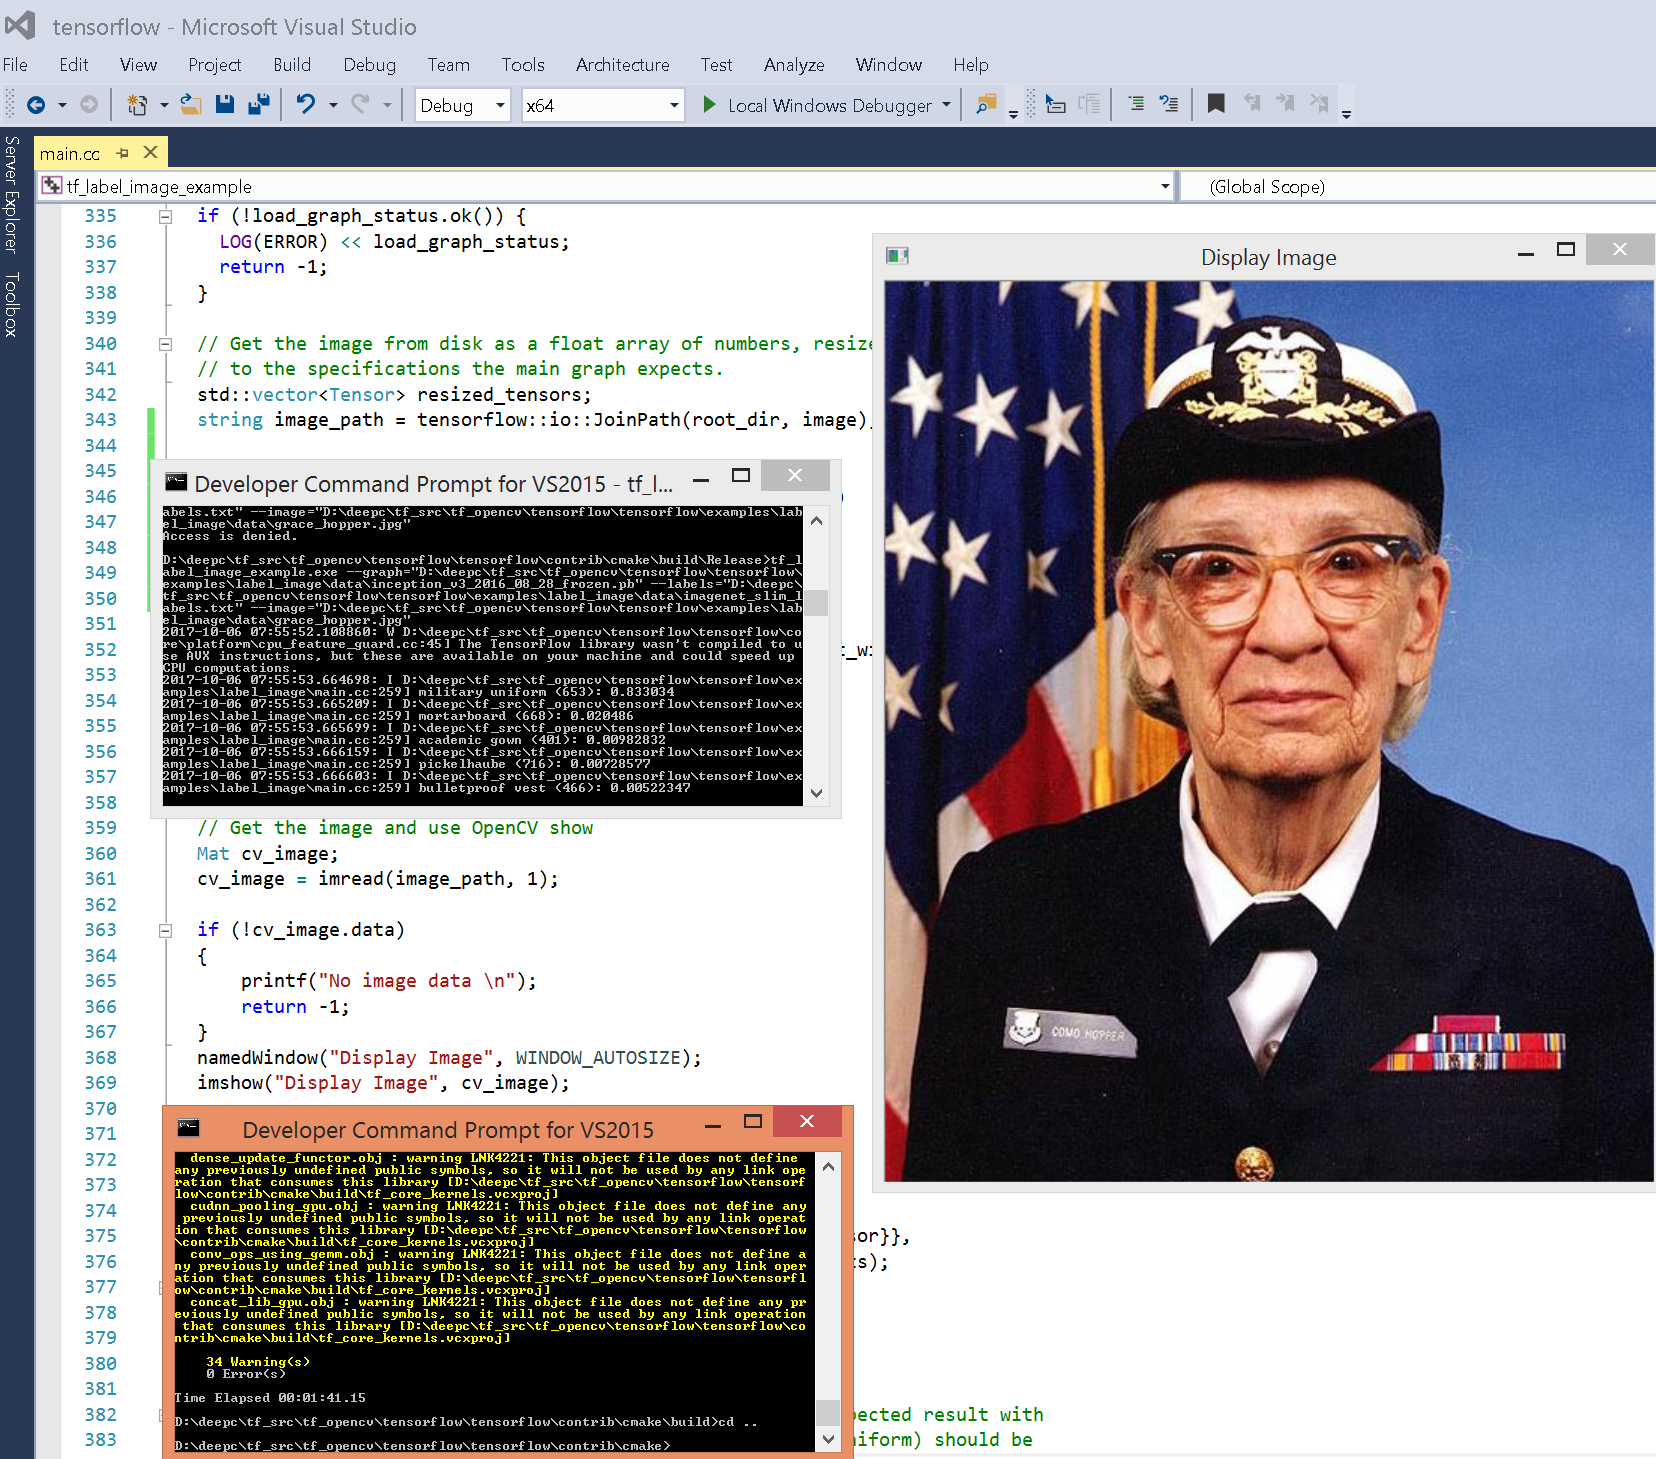 tensorflow - Microsoft Visual Studio
File Edit View Project Build Debug Team Tools Architecture Test Analyze Window Help
Debug x64 Local Windows Debugger
Server Explorer Toolbox
main.cc
tf_label_image_example (Global Scope)
335 if (!load_graph_status.ok()) {
336 LOG(ERROR) << load_graph_status;
337 return -1;
338 }
339
340 // Get the image from disk as a float array of numbers, resize
341 // to the specifications the main graph expects.
342 std::vector<Tensor> resized_tensors;
343 string image_path = tensorflow::io::JoinPath(root_dir, image);
344
345
346 )
347
348
349
350
351
352 t_wi
353
354
355
356
357
358
Developer Command Prompt for VS2015 - tf_l...
abels.txt" --image="D:\deepc\tf_src\tf_opencv\tensorflow\tensorflow\examples\lab
el_image\data\grace_hopper.jpg"
Access is denied.
D:\deepc\tf_src\tf_opencv\tensorflow\tensorflow\contrib\cmake\build\Release>tf_l
abel_image_example.exe --graph="D:\deepc\tf_src\tf_opencv\tensorflow\tensorflow\
examples\label_image\data\inception_v3_2016_08_28_frozen.pb" --labels="D:\deepc\
tf_src\tf_opencv\tensorflow\tensorflow\examples\label_image\data\imagenet_slim_l
abels.txt" --image="D:\deepc\tf_src\tf_opencv\tensorflow\tensorflow\examples\lab
el_image\data\grace_hopper.jpg"
2017-10-06 07:55:52.108860: W D:\deepc\tf_src\tf_opencv\tensorflow\tensorflow\co
re\platform\cpu_feature_guard.cc:45] The TensorFlow library wasn't compiled to u
se AVX instructions, but these are available on your machine and could speed up
CPU computations.
2017-10-06 07:55:53.664698: I D:\deepc\tf_src\tf_opencv\tensorflow\tensorflow\ex
amples\label_image\main.cc:259] military uniform (653): 0.833034
2017-10-06 07:55:53.665209: I D:\deepc\tf_src\tf_opencv\tensorflow\tensorflow\ex
amples\label_image\main.cc:259] mortarboard (668): 0.020486
2017-10-06 07:55:53.665699: I D:\deepc\tf_src\tf_opencv\tensorflow\tensorflow\ex
amples\label_image\main.cc:259] academic gown (401): 0.00982832
2017-10-06 07:55:53.666159: I D:\deepc\tf_src\tf_opencv\tensorflow\tensorflow\ex
amples\label_image\main.cc:259] pickelhaube (716): 0.00728577
2017-10-06 07:55:53.666603: I D:\deepc\tf_src\tf_opencv\tensorflow\tensorflow\ex
amples\label_image\main.cc:259] bulletproof vest (466): 0.00522347
359 // Get the image and use OpenCV show
360 Mat cv_image;
361 cv_image = imread(image_path, 1);
362
363 if (!cv_image.data)
364 {
365 printf("No image data \n");
366 return -1;
367 }
368 namedWindow("Display Image", WINDOW_AUTOSIZE);
369 imshow("Display Image", cv_image);
370
371
372
373
374
375 sor}},
376 ts);
377
378
379
380
381
382 pected result with
383 niform) should be
Developer Command Prompt for VS2015
dense_update_functor.obj : warning LNK4221: This object file does not define
any previously undefined public symbols, so it will not be used by any link ope
ration that consumes this library [D:\deepc\tf_src\tf_opencv\tensorflow\tensorf
low\contrib\cmake\build\tf_core_kernels.vcxproj]
cudnn_pooling_gpu.obj : warning LNK4221: This object file does not define any
previously undefined public symbols, so it will not be used by any link operat
ion that consumes this library [D:\deepc\tf_src\tf_opencv\tensorflow\tensorflow
\contrib\cmake\build\tf_core_kernels.vcxproj]
conv_ops_using_gemm.obj : warning LNK4221: This object file does not define a
ny previously undefined public symbols, so it will not be used by any link oper
ation that consumes this library [D:\deepc\tf_src\tf_opencv\tensorflow\tensorfl
ow\contrib\cmake\build\tf_core_kernels.vcxproj]
concat_lib_gpu.obj : warning LNK4221: This object file does not define any pr
eviously undefined public symbols, so it will not be used by any link operation
that consumes this library [D:\deepc\tf_src\tf_opencv\tensorflow\tensorflow\co
ntrib\cmake\build\tf_core_kernels.vcxproj]
34 Warning(s)
0 Error(s)
Time Elapsed 00:01:41.15
D:\deepc\tf_src\tf_opencv\tensorflow\tensorflow\contrib\cmake\build>cd ..
D:\deepc\tf_src\tf_opencv\tensorflow\tensorflow\contrib\cmake>
Display Image
COMO HOPPER